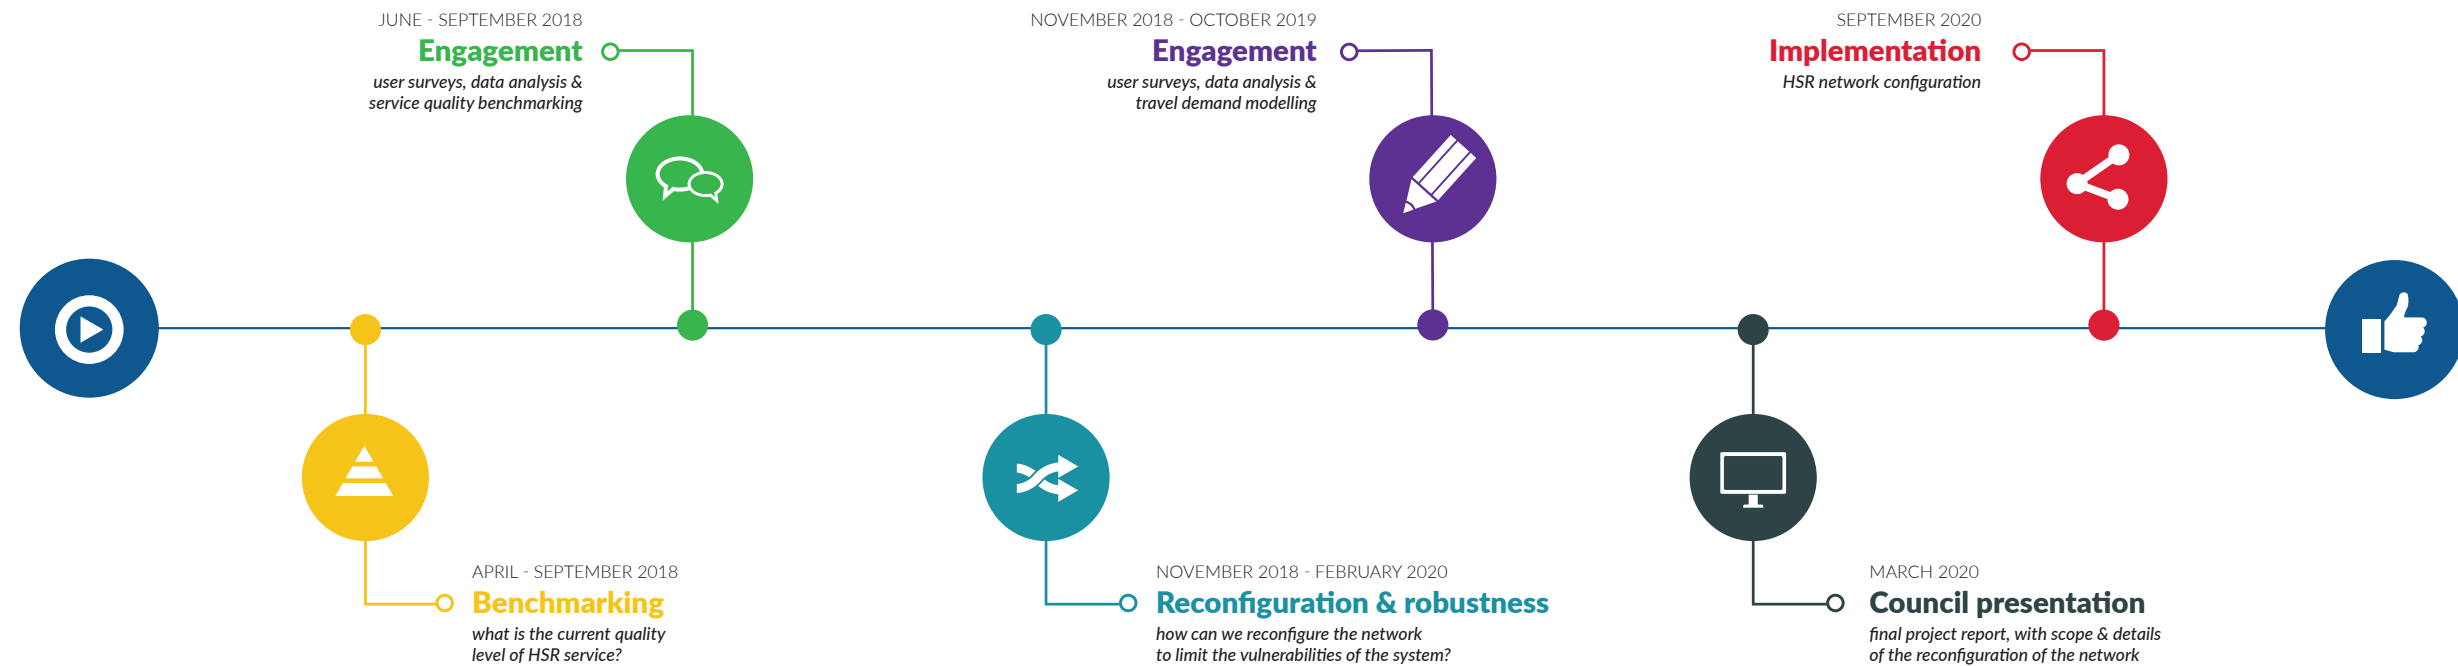 JUNE - SEPTEMBER 2018
Engagement
user surveys, data analysis &
service quality benchmarking
NOVEMBER 2018 - OCTOBER 2019
Engagement
user surveys, data analysis &
travel demand modelling
SEPTEMBER 2020
Implementation
HSR network configuration
APRIL - SEPTEMBER 2018
Benchmarking
what is the current quality
level of HSR service?
NOVEMBER 2018 - FEBRUARY 2020
Reconfiguration & robustness
how can we reconfigure the network
to limit the vulnerabilities of the system?
MARCH 2020
Council presentation
final project report, with scope & details
of the reconfiguration of the network